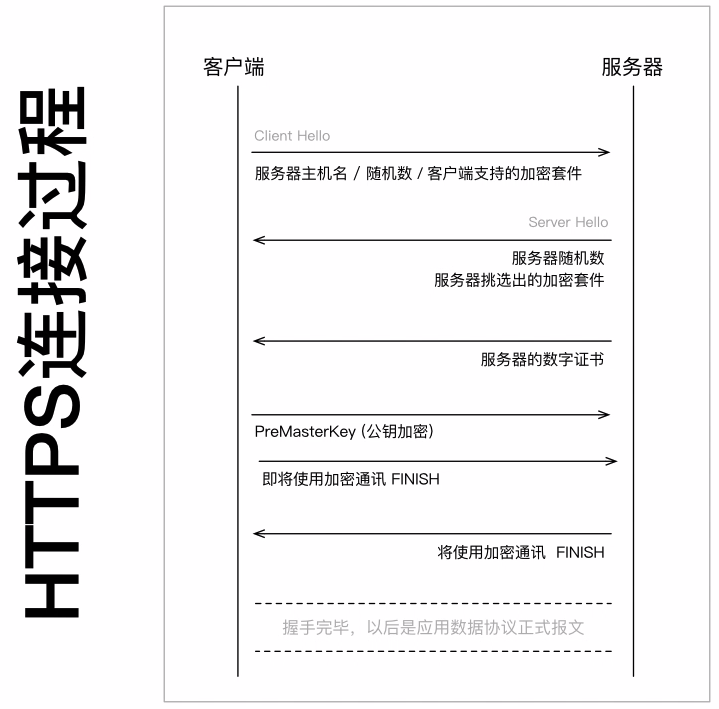 HTTPS连接过程
客户端
服务器
Client Hello
服务器主机名 / 随机数 / 客户端支持的加密套件
Server Hello
服务器随机数
服务器挑选出的加密套件
服务器的数字证书
PreMasterKey (公钥加密)
即将使用加密通讯 FINISH
将使用加密通讯 FINISH
握手完毕，以后是应用数据协议正式报文